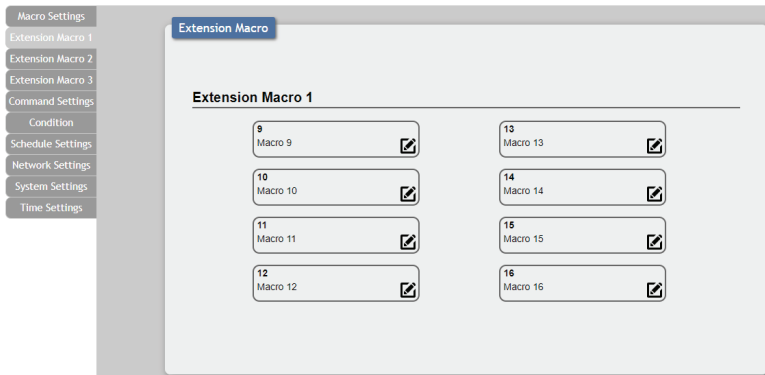 Macro Settings
Extension Macro 1
Extension Macro 2
Extension Macro 3
Command Settings
Condition
Schedule Settings
Network Settings
System Settings
Time Settings
Extension Macro
Extension Macro 1
9
Macro 9
10
Macro 10
11
Macro 11
12
Macro 12
13
Macro 13
14
Macro 14
15
Macro 15
16
Macro 16